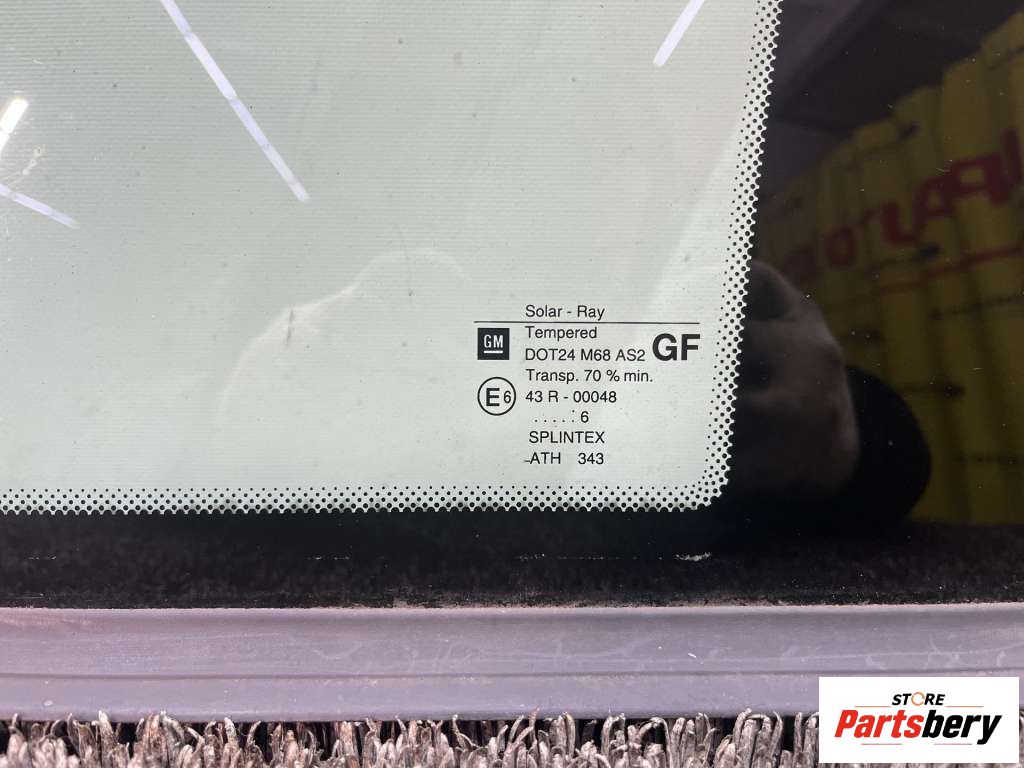 Solar - Ray
Tempered
GM
DOT24 M68 AS2 GF
Transp. 70 % min.
E6
43 R - 00048
. . . . : 6
SPLINTEX
ATH 343
STORE
Partsbery